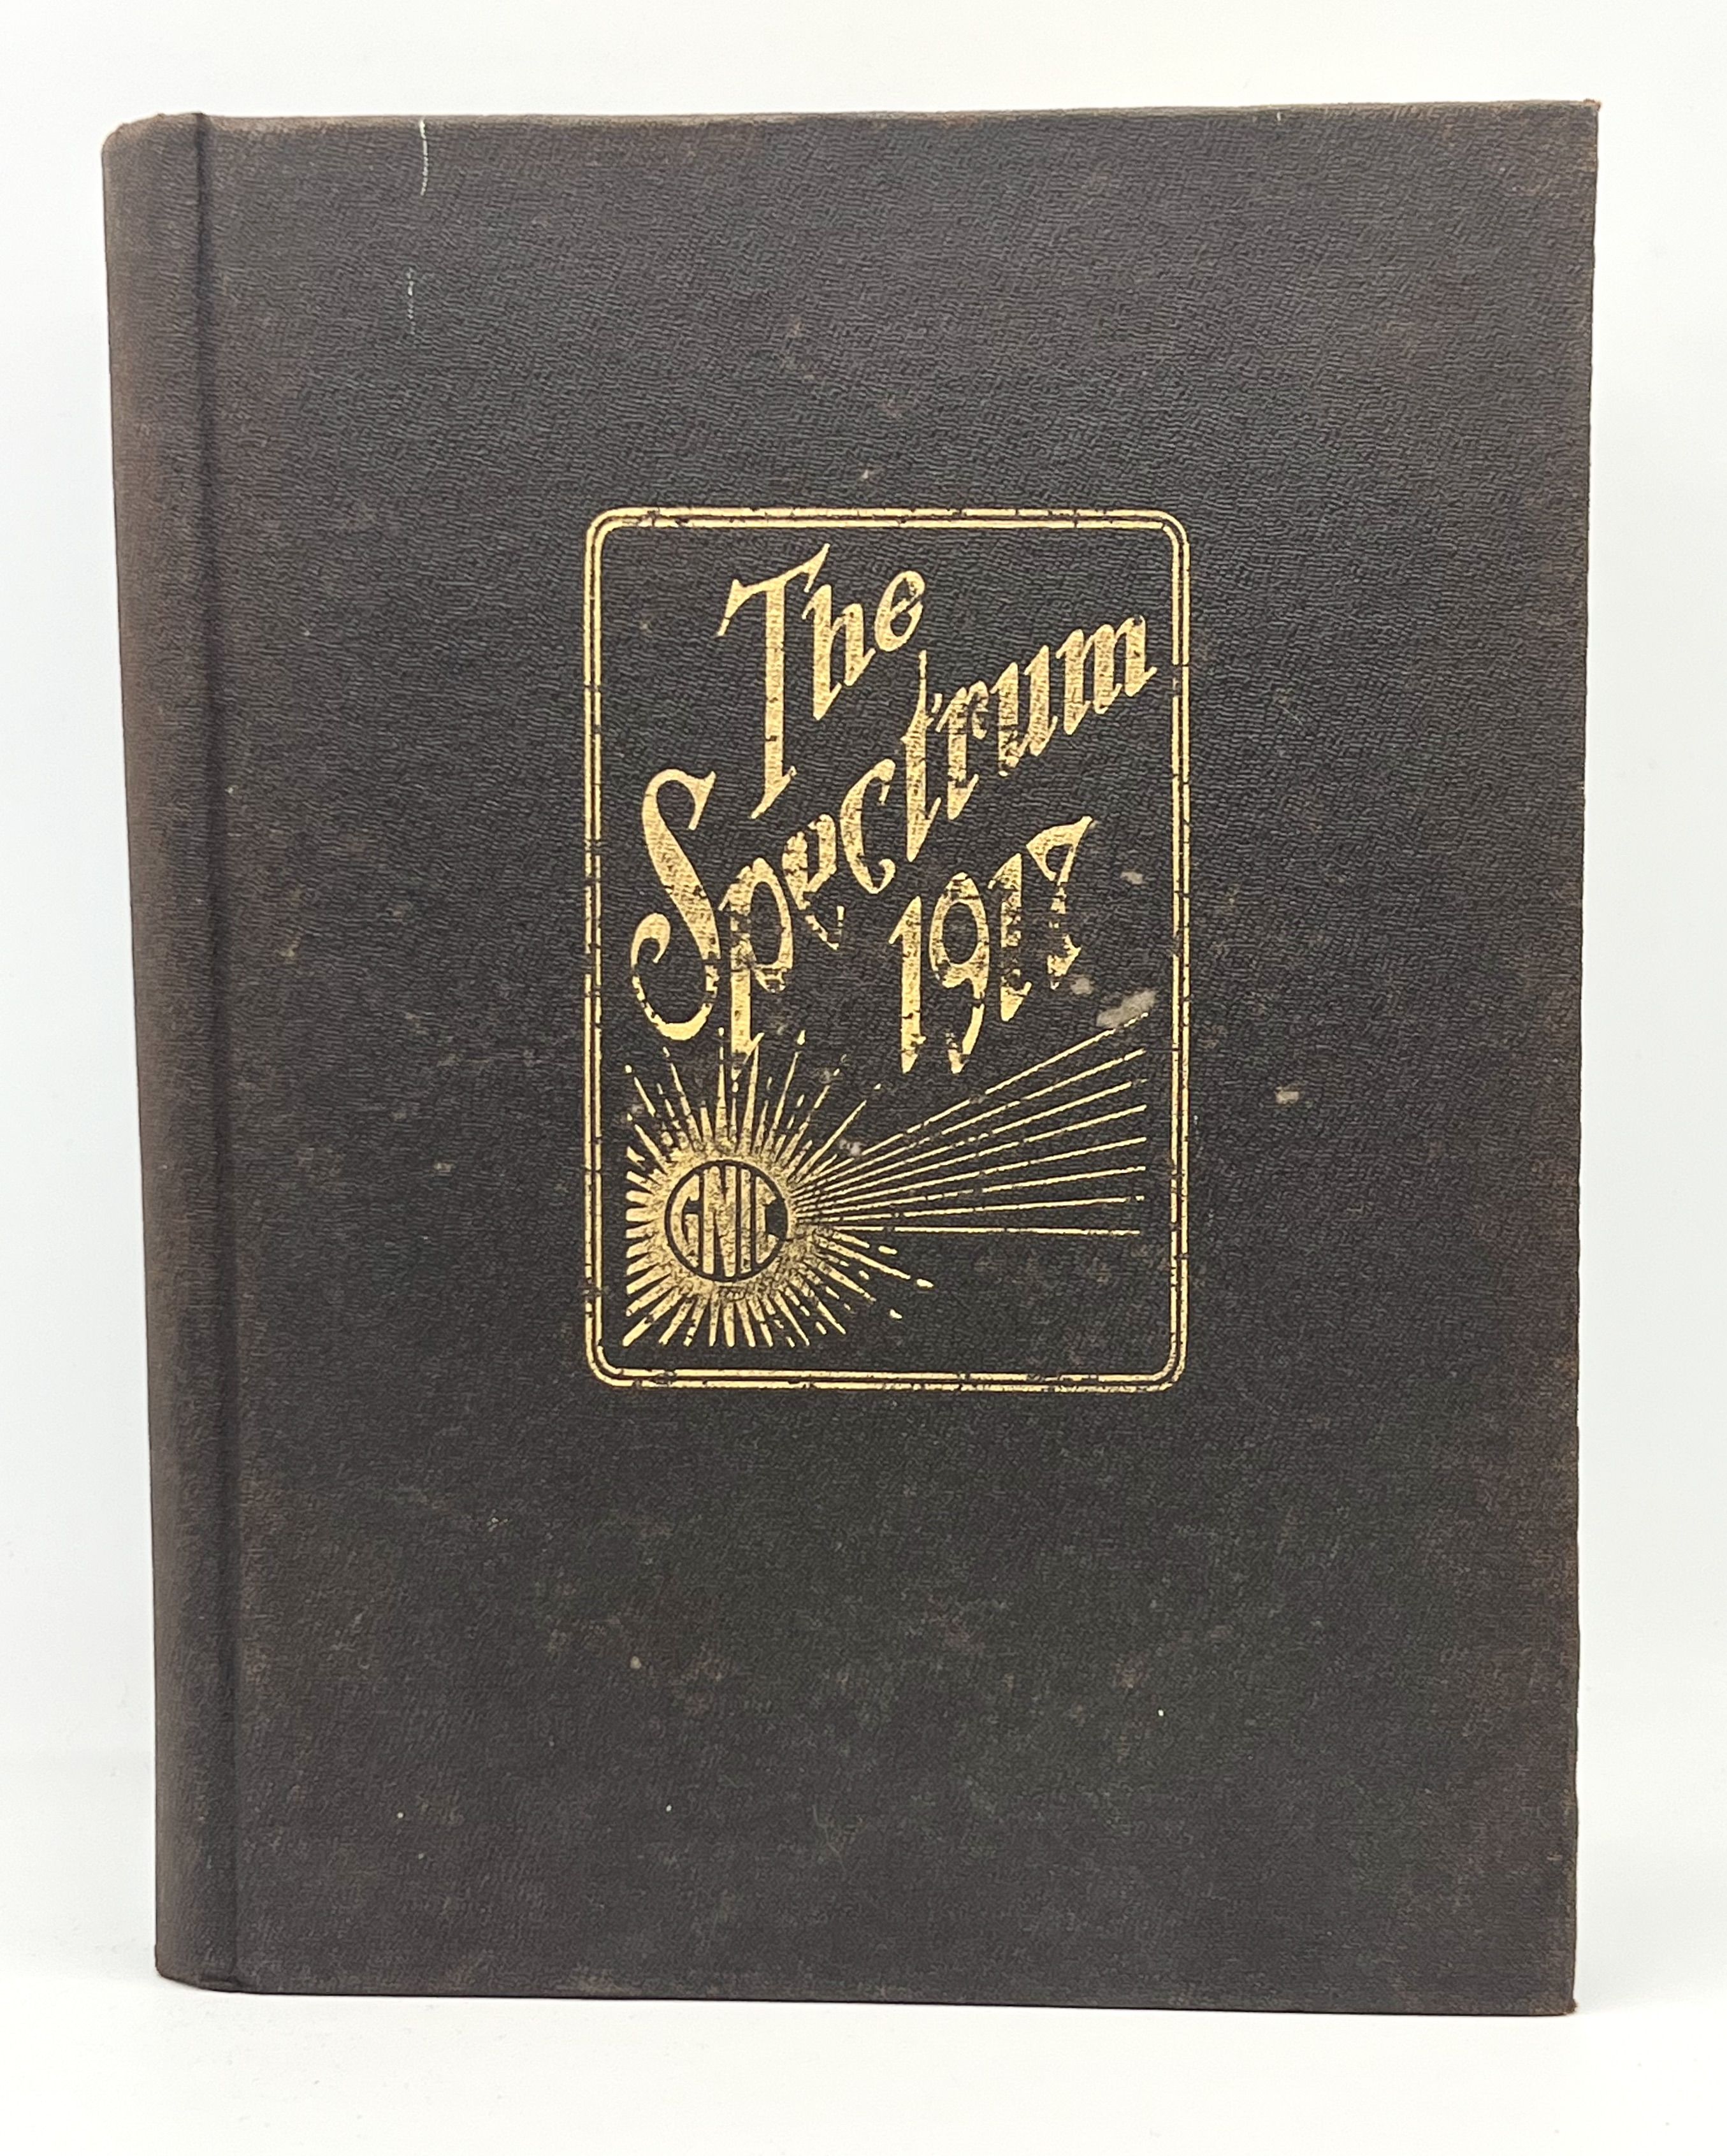 The
Spectrum
1917
GNIC